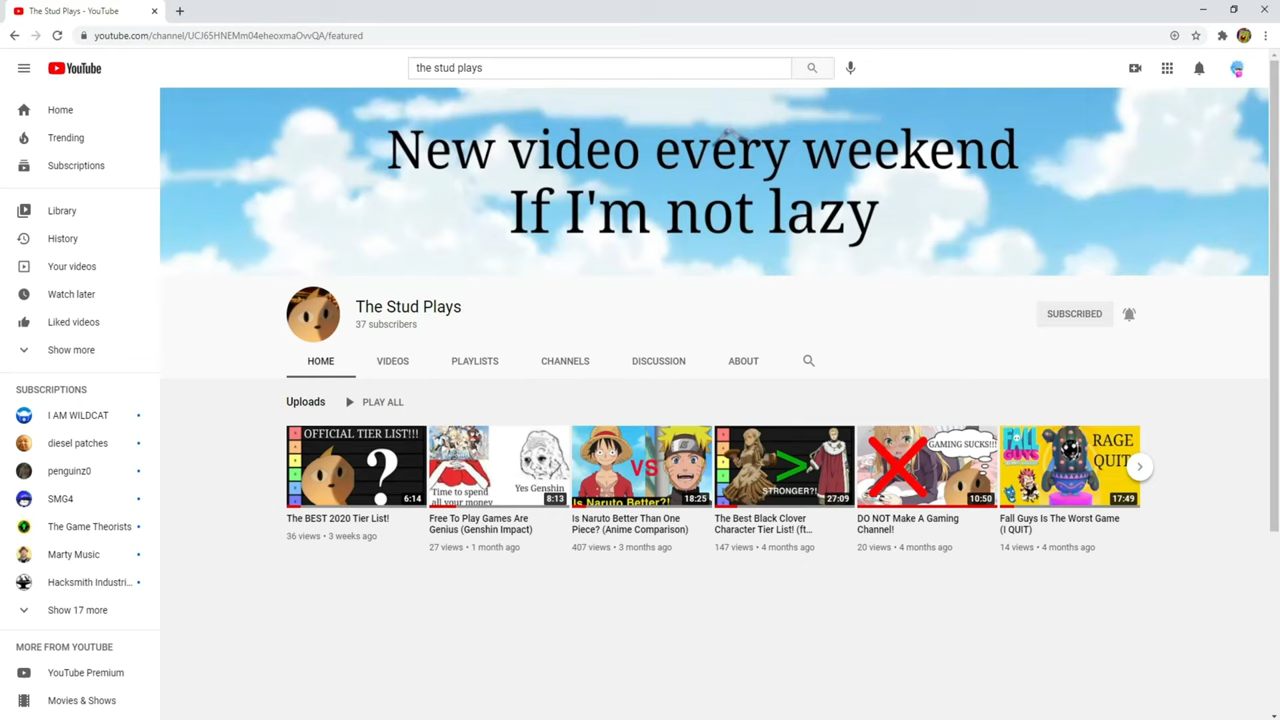 The Stud Plays - YouTube
youtube.com/channel/UCJ65HNEMm04eheoxmaOvvQA/featured
YouTube
the stud plays
Home
Trending
Subscriptions
Library
History
Your videos
Watch later
Liked videos
Show more
SUBSCRIPTIONS
I AM WILDCAT
diesel patches
penguinz0
SMG4
The Game Theorists
Marty Music
Hacksmith Industri...
Show 17 more
MORE FROM YOUTUBE
YouTube Premium
Movies & Shows
New video every weekend
If I'm not lazy
The Stud Plays
37 subscribers
SUBSCRIBED
HOME VIDEOS PLAYLISTS CHANNELS DISCUSSION ABOUT
Uploads PLAY ALL
OFFICIAL TIER LIST!!!
?
6:14
The BEST 2020 Tier List!
36 views • 3 weeks ago
Time to spend
all your money
Yes Genshin
8:13
Free To Play Games Are
Genius (Genshin Impact)
27 views • 1 month ago
VS
Is Naruto Better?!
18:25
Is Naruto Better Than One
Piece? (Anime Comparison)
407 views • 3 months ago
>
STRONGER?!
27:09
The Best Black Clover
Character Tier List! (ft...
147 views • 4 months ago
GAMING SUCKS!!!
10:50
DO NOT Make A Gaming
Channel!
20 views • 4 months ago
FALL
GUYS
RAGE
QUIT
17:49
Fall Guys Is The Worst Game
(I QUIT)
14 views • 4 months ago